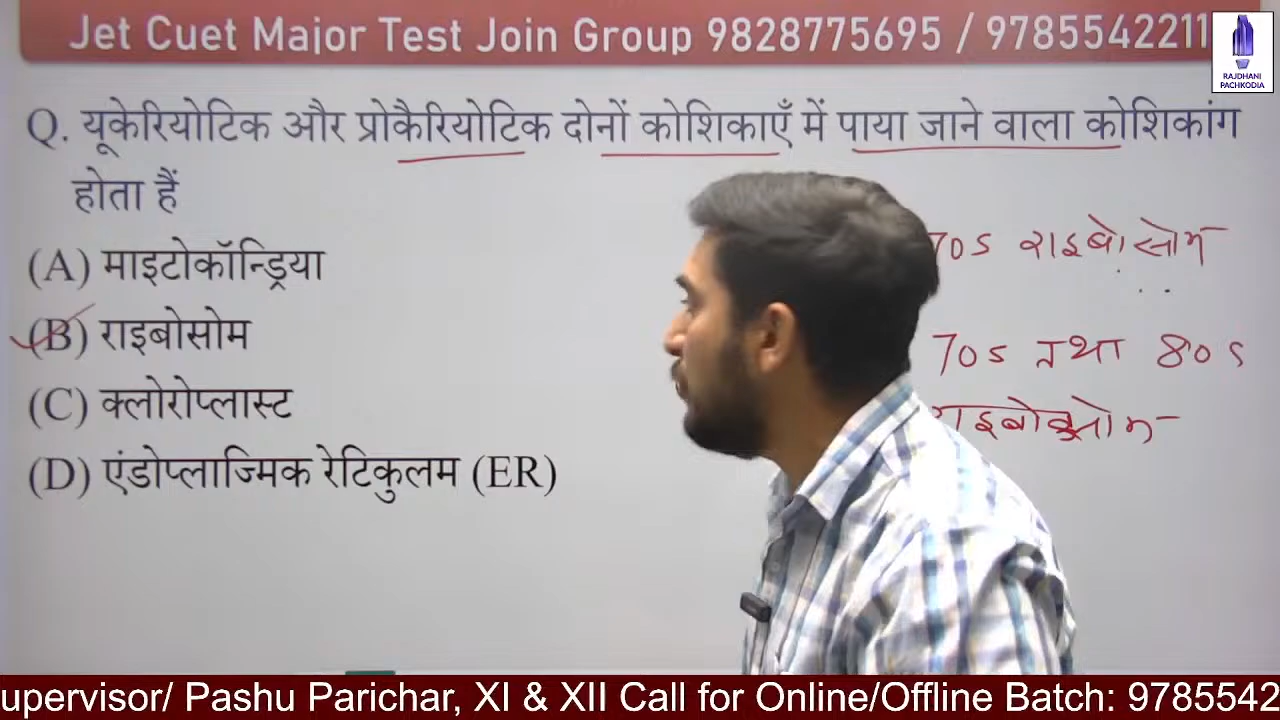 Jet Cuet Major Test Join Group 9828775695 / 9785542211
RAJDHANI
PACHKODIA
Q. यूकेरियोटिक और प्रोकैरियोटिक दोनों कोशिकाएँ में पाया जाने वाला कोशिकांग
होता हैं
(A) माइटोकॉन्ड्रिया
(B) राइबोसोम
(C) क्लोरोप्लास्ट
(D) एंडोप्लाज्मिक रेटिकुलम (ER)
70s राइबोसोम
70s तथा 80s
upervisor/ Pashu Parichar, XI & XII Call for Online/Offline Batch: 9785542